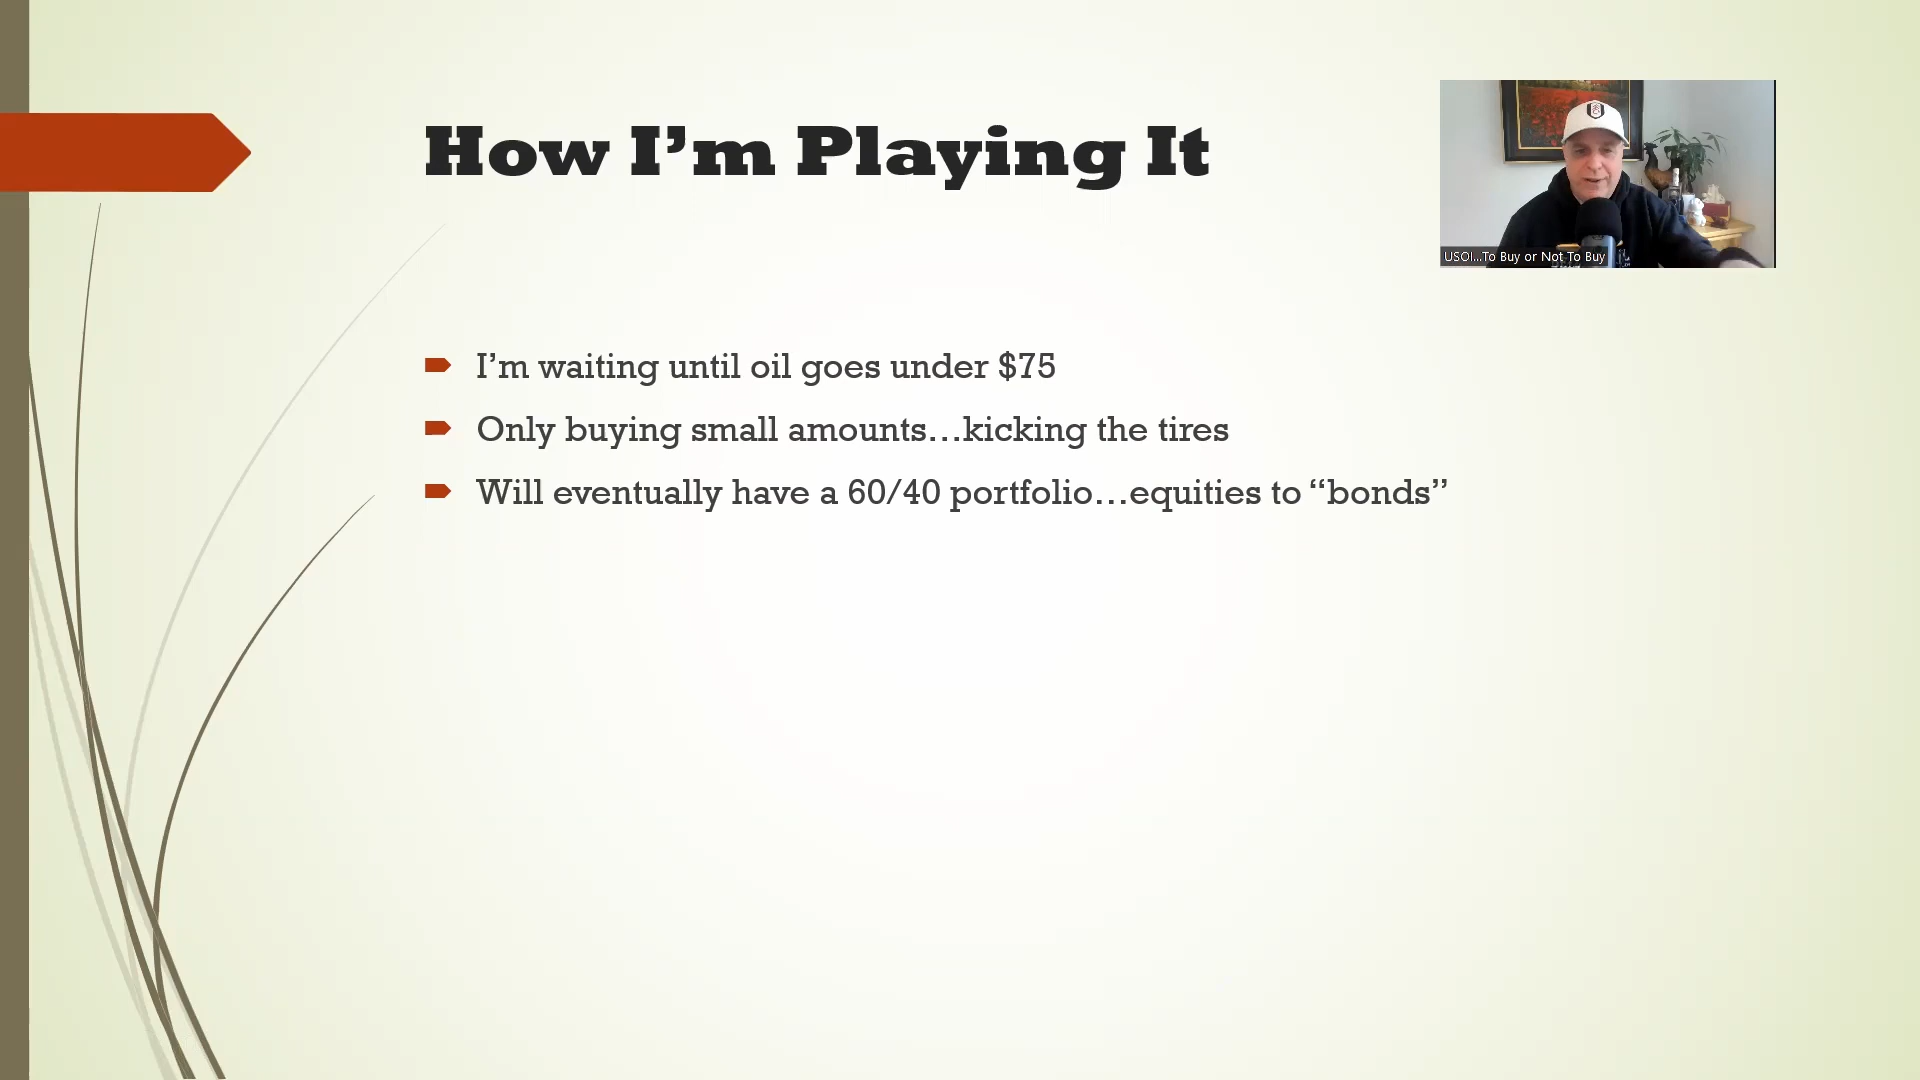 How I’m Playing It
USOI...To Buy or Not To Buy
I’m waiting until oil goes under $75
Only buying small amounts…kicking the tires
Will eventually have a 60/40 portfolio…equities to “bonds”